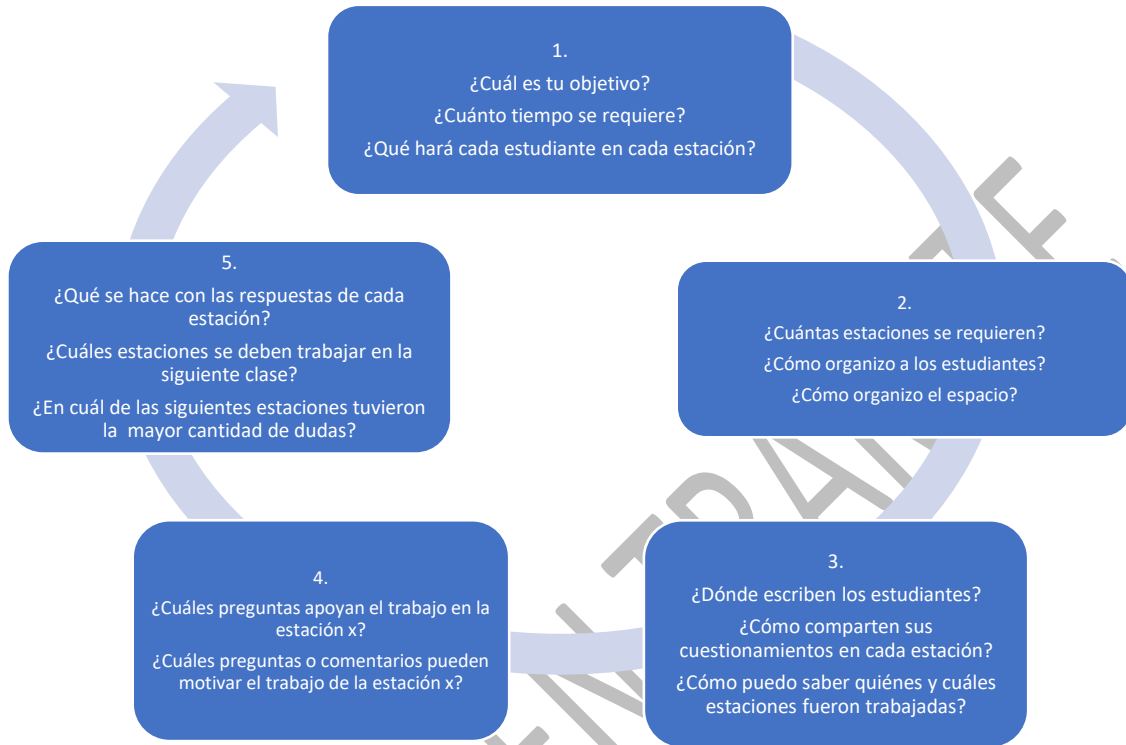 1.
¿Cuál es tu objetivo?
¿Cuánto tiempo se requiere?
¿Qué hará cada estudiante en cada estación?
2.
¿Cuántas estaciones se requieren?
¿Cómo organizo a los estudiantes?
¿Cómo organizo el espacio?
3.
¿Dónde escriben los estudiantes?
¿Cómo comparten sus
cuestionamientos en cada estación?
¿Cómo puedo saber quiénes y cuáles
estaciones fueron trabajadas?
4.
¿Cuáles preguntas apoyan el trabajo en la
estación x?
¿Cuáles preguntas o comentarios pueden
motivar el trabajo de la estación x?
5.
¿Qué se hace con las respuestas de cada
estación?
¿Cuáles estaciones se deben trabajar en la
siguiente clase?
¿En cuál de las siguientes estaciones tuvieron
la mayor cantidad de dudas?